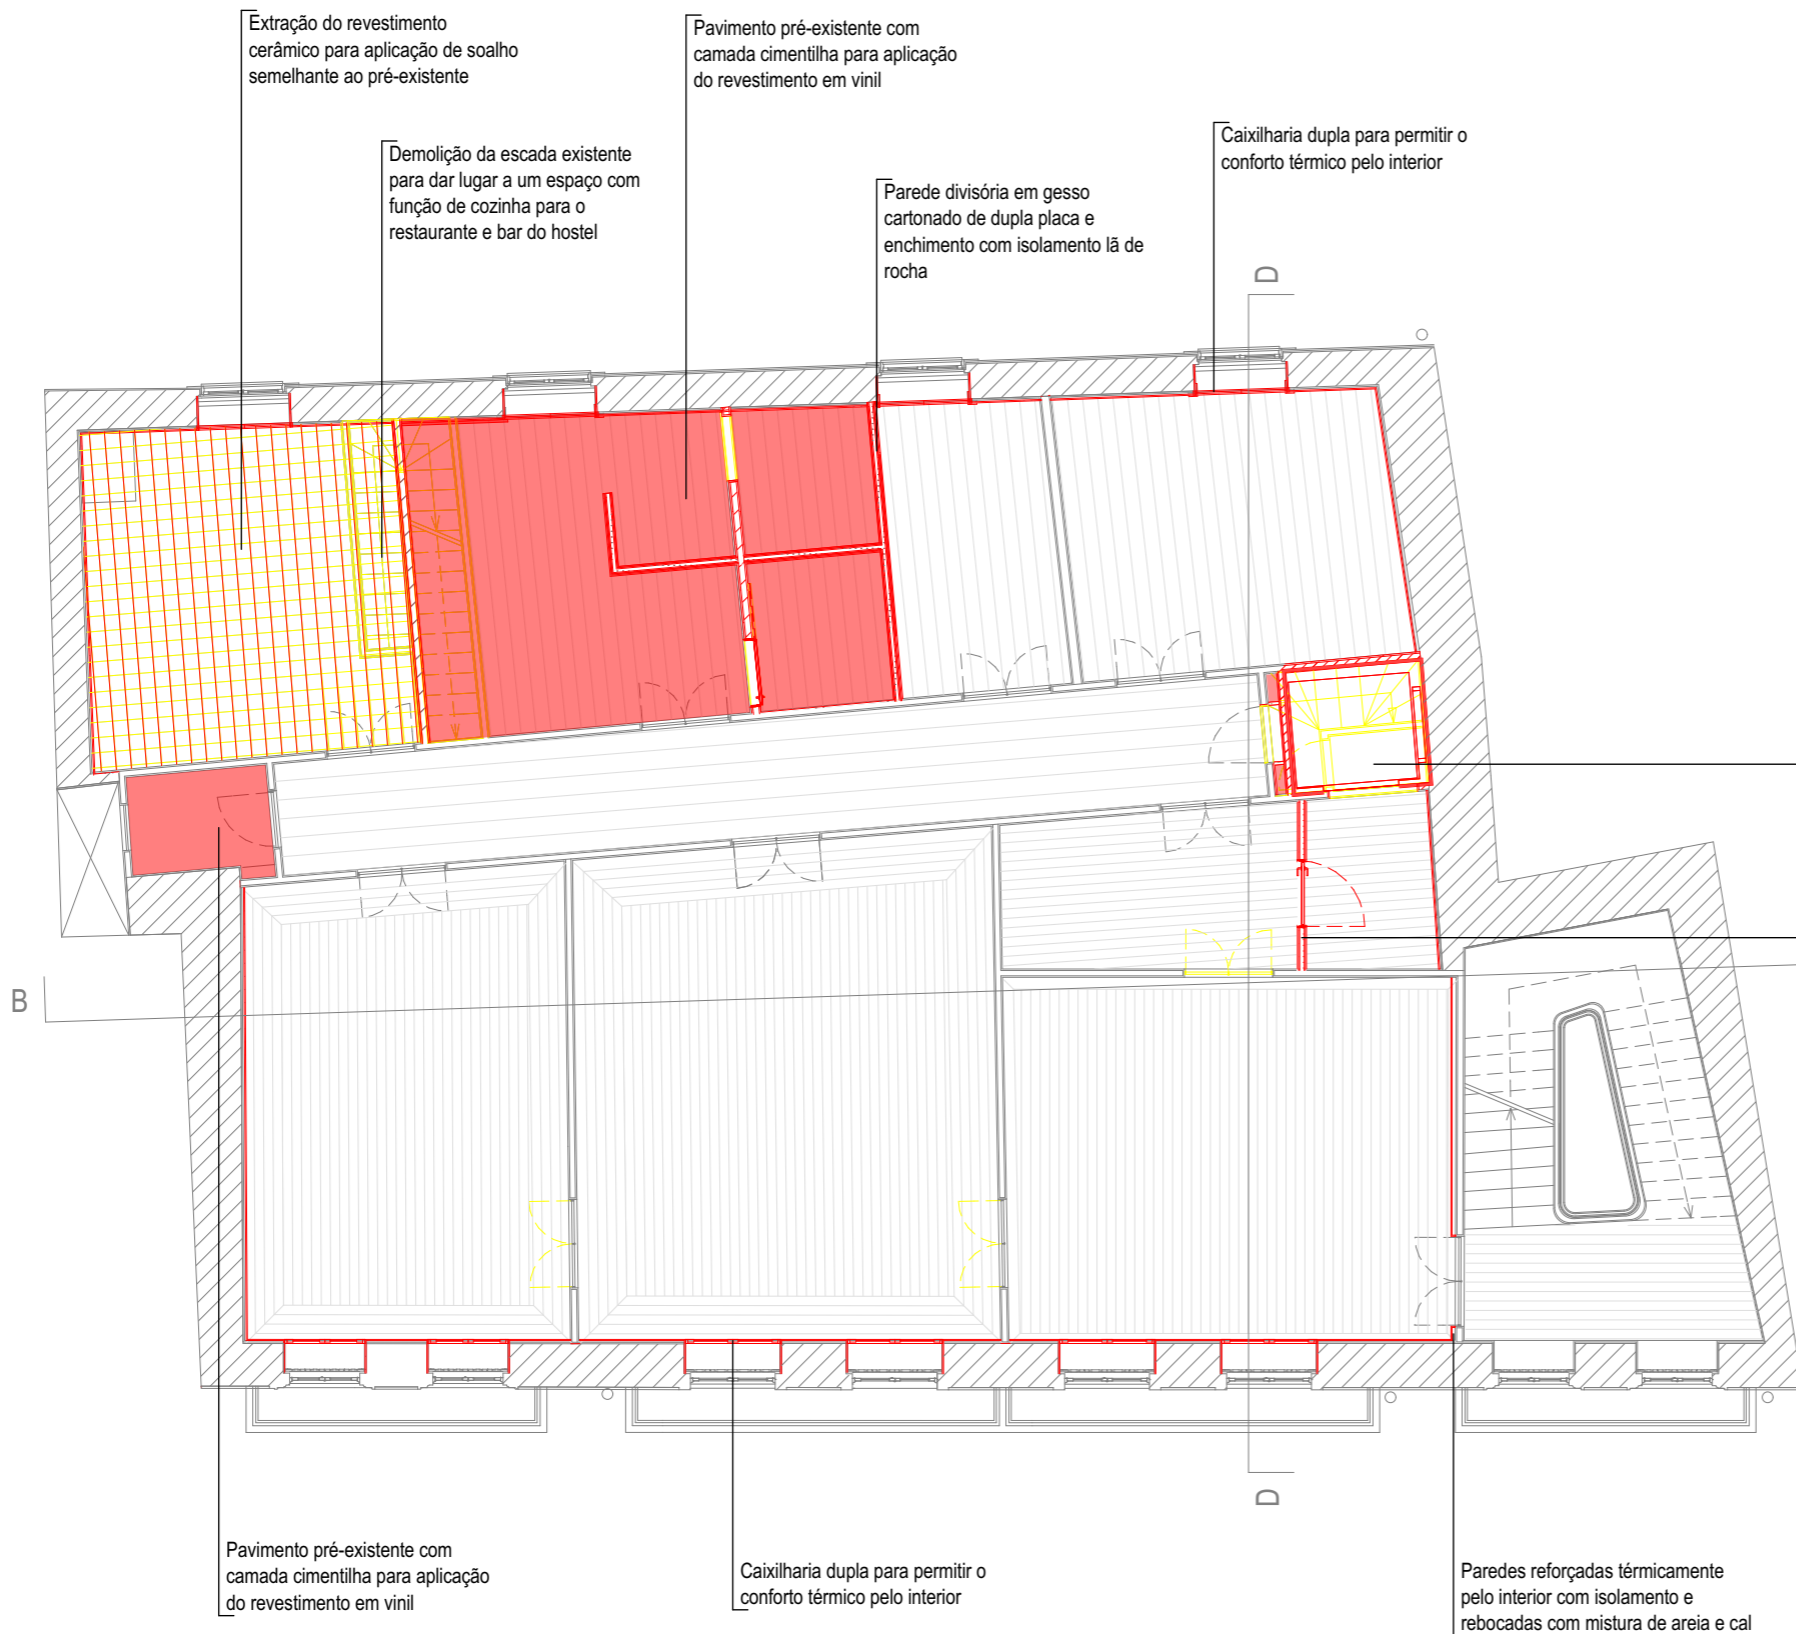 Extração do revestimento
cerâmico para aplicação de soalho
semelhante ao pré-existente
Pavimento pré-existente com
camada cimentilha para aplicação
do revestimento em vinil
Demolição da escada existente
para dar lugar a um espaço com
função de cozinha para o
restaurante e bar do hostel
Parede divisória em gesso
cartonado de dupla placa e
enchimento com isolamento lã de
rocha
Caixilharia dupla para permitir o
conforto térmico pelo interior
D
B
D
Pavimento pré-existente com
camada cimentilha para aplicação
do revestimento em vinil
Caixilharia dupla para permitir o
conforto térmico pelo interior
Paredes reforçadas térmicamente
pelo interior com isolamento e
rebocadas com mistura de areia e cal